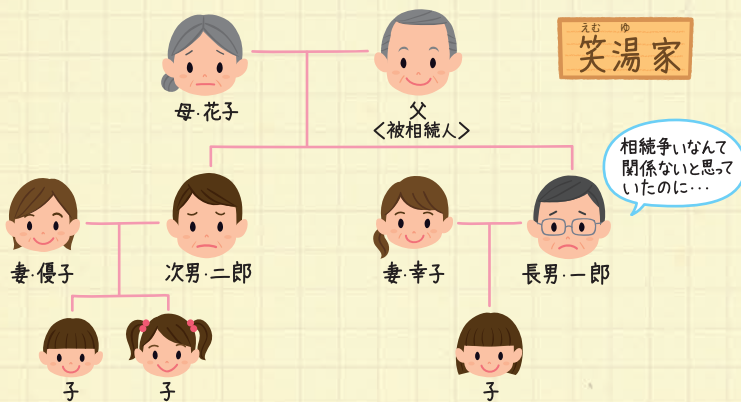 えむ ゆ
笑湯家
母・花子
父
〈被相続人〉
相続争いなんて
関係ないと思って
いたのに…
妻・優子
次男・二郎
妻・幸子
長男・一郎
子
子
子